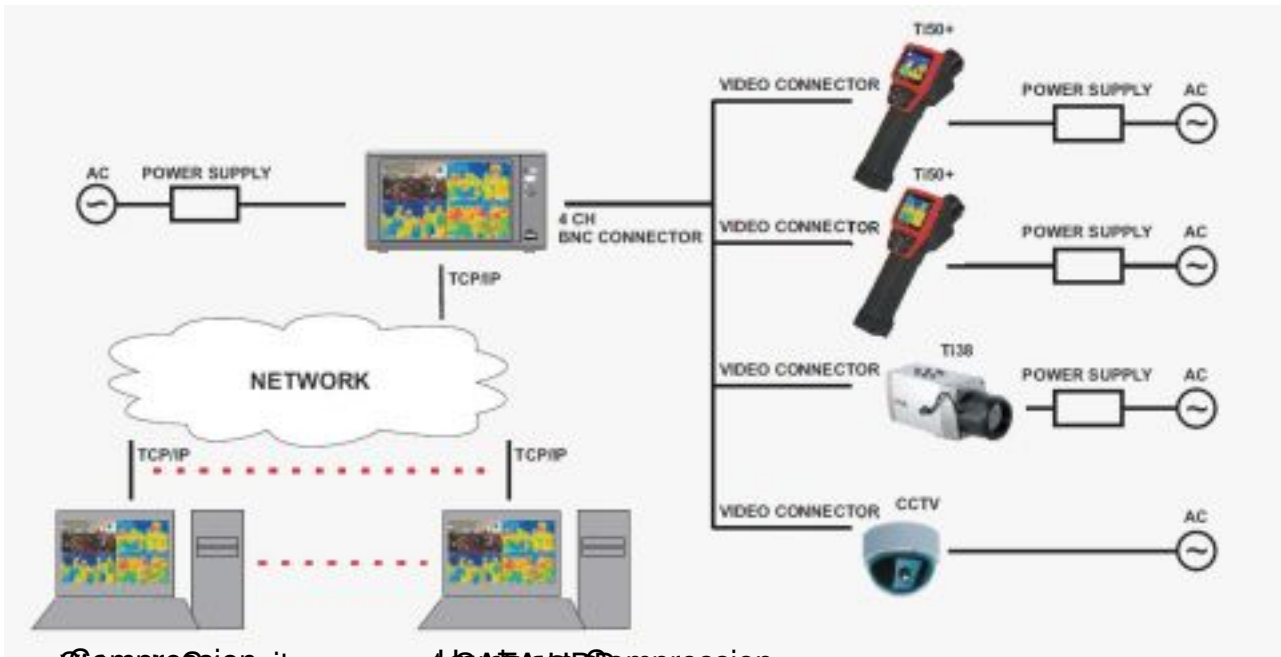 TI50+
VIDEO CONNECTOR
POWER SUPPLY AC
AC POWER SUPPLY
TI50+
4 CH
BNC CONNECTOR
VIDEO CONNECTOR
POWER SUPPLY AC
TCP/IP
NETWORK
TI38
VIDEO CONNECTOR
POWER SUPPLY AC
TCP/IP
TCP/IP
CCTV
VIDEO CONNECTOR
AC